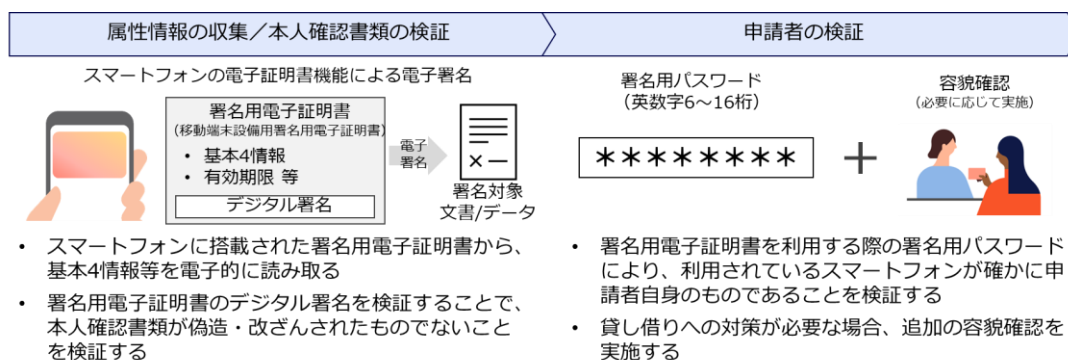 属性情報の収集／本人確認書類の検証
申請者の検証
スマートフォンの電子証明書機能による電子署名
署名用電子証明書
(移動端末設備用署名用電子証明書)
• 基本4情報
• 有効期限 等
デジタル署名
電子
署名
署名対象
文書/データ
署名用パスワード
（英数字6～16桁）
********
+
容貌確認
（必要に応じて実施）
• スマートフォンに搭載された署名用電子証明書から、
基本4情報等を電子的に読み取る
• 署名用電子証明書のデジタル署名を検証することで、
本人確認書類が偽造・改ざんされたものでないこと
を検証する
• 署名用電子証明書を利用する際の署名用パスワード
により、利用されているスマートフォンが確かに申
請者自身のものであることを検証する
• 貸し借りへの対策が必要な場合、追加の容貌確認を
実施する